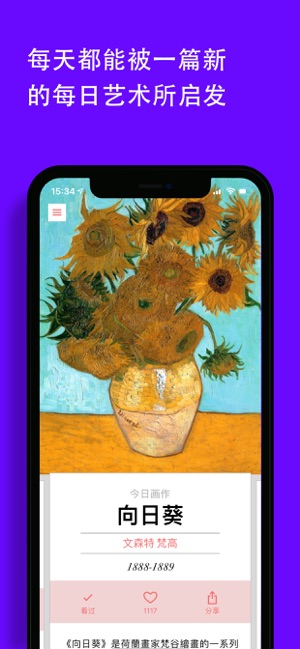 每天都能被一篇新
的每日艺术所启发
15:34
Vincent
今日画作
向日葵
文森特 梵高
1888-1889
看过
1117
分享
《向日葵》是荷蘭畫家梵谷繪畫的一系列